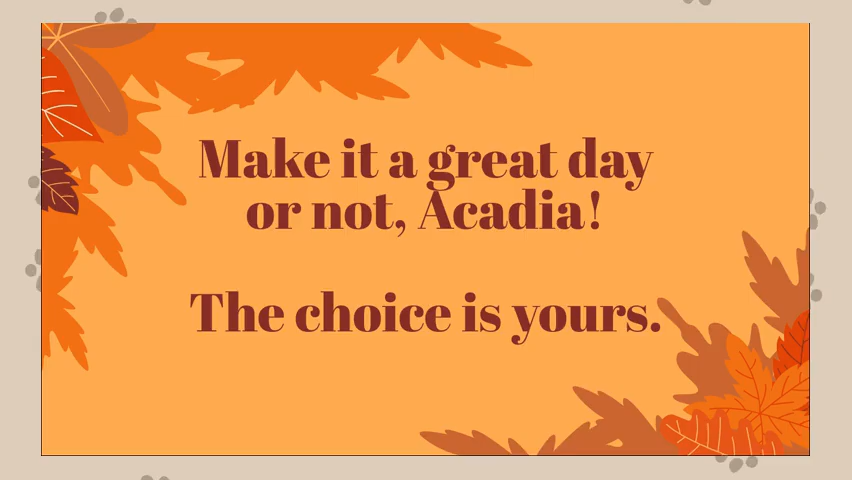 Make it a great day
or not, Acadia!
The choice is yours.